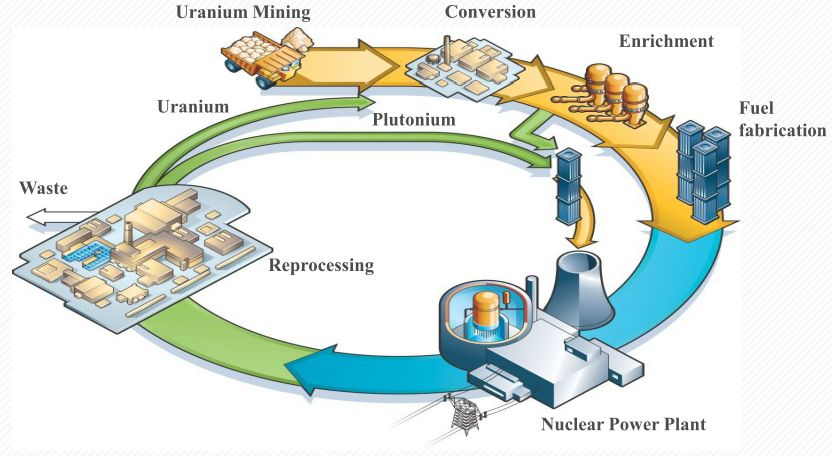 Uranium Mining
Conversion
Enrichment
Uranium
Plutonium
Fuel
fabrication
Waste
Reprocessing
Nuclear Power Plant